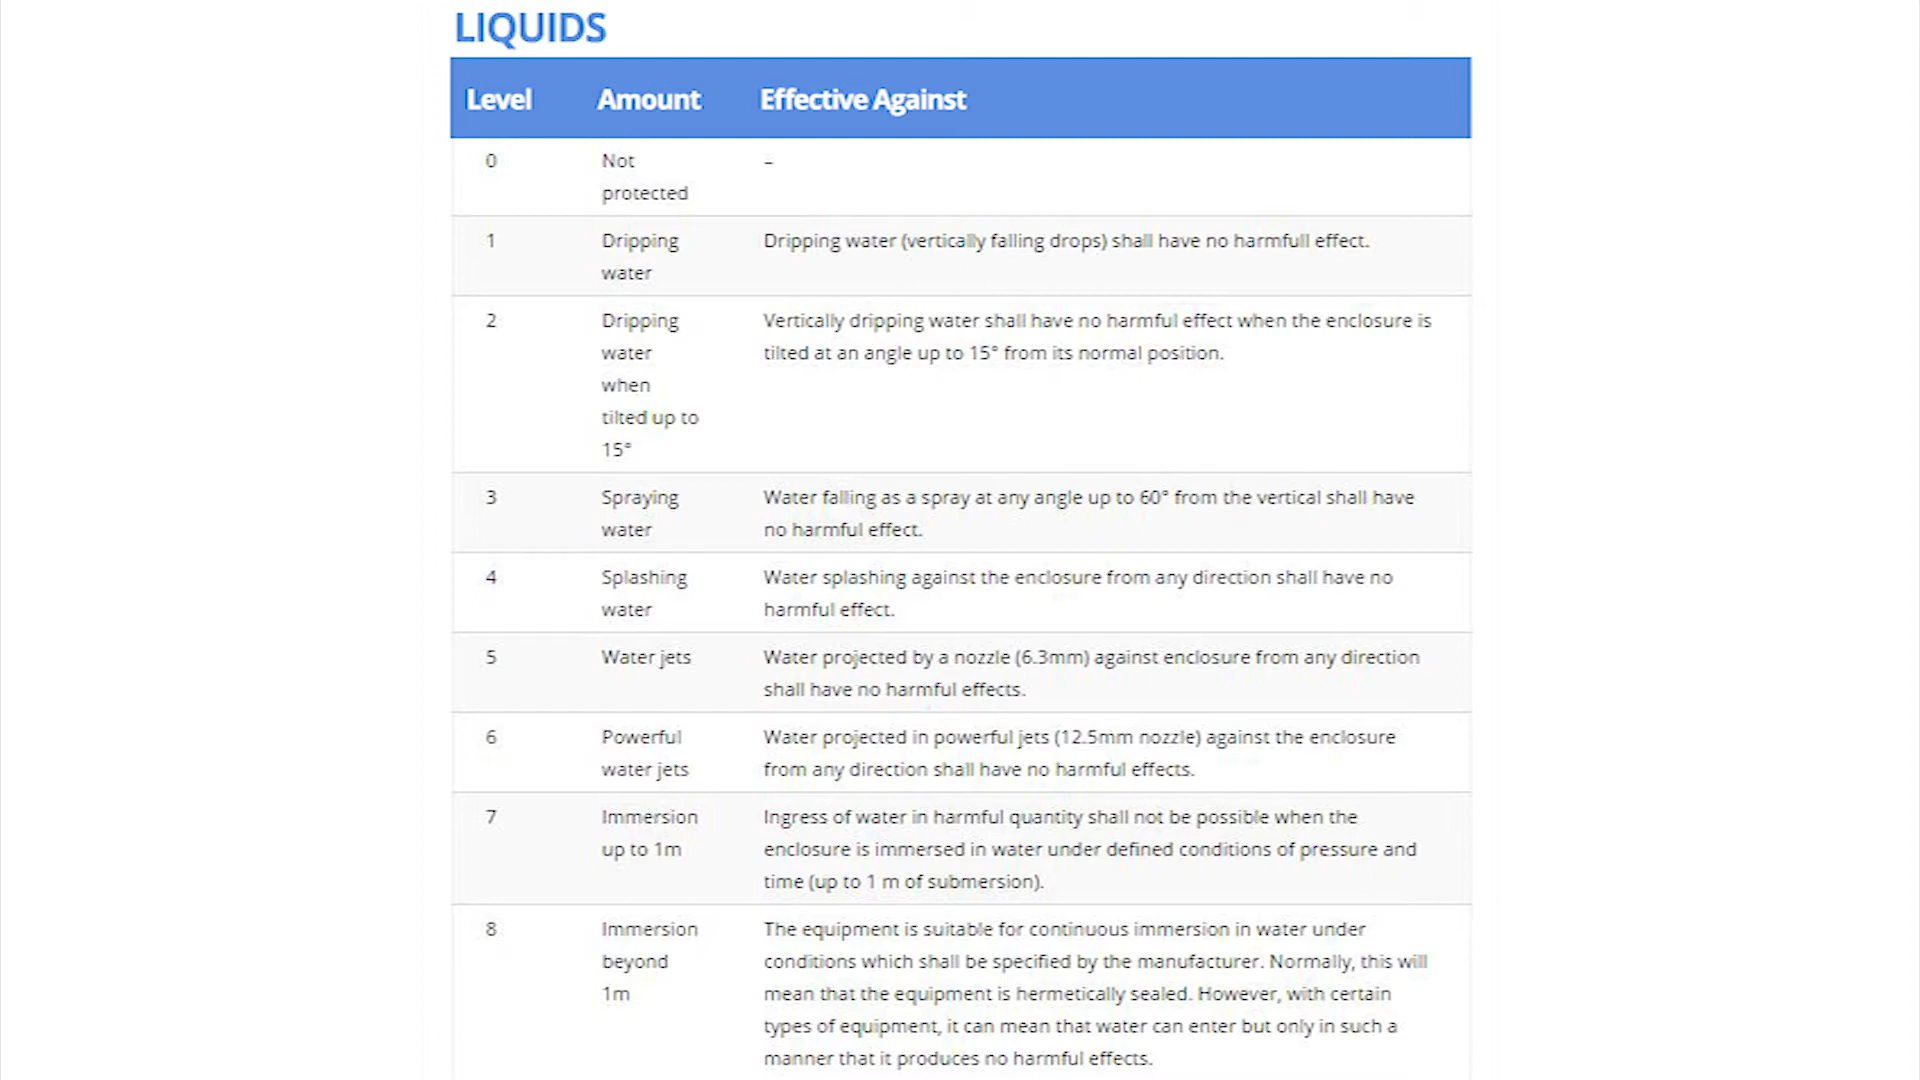 LIQUIDS
Level Amount Effective Against
0 Not –
protected
1 Dripping Dripping water (vertically falling drops) shall have no harmfull effect.
water
2 Dripping Vertically dripping water shall have no harmful effect when the enclosure is
water tilted at an angle up to 15° from its normal position.
when
tilted up to
15°
3 Spraying Water falling as a spray at any angle up to 60° from the vertical shall have
water no harmful effect.
4 Splashing Water splashing against the enclosure from any direction shall have no
water harmful effect.
5 Water jets Water projected by a nozzle (6.3mm) against enclosure from any direction
shall have no harmful effects.
6 Powerful Water projected in powerful jets (12.5mm nozzle) against the enclosure
water jets from any direction shall have no harmful effects.
7 Immersion Ingress of water in harmful quantity shall not be possible when the
up to 1m enclosure is immersed in water under defined conditions of pressure and
time (up to 1 m of submersion).
8 Immersion The equipment is suitable for continuous immersion in water under
beyond conditions which shall be specified by the manufacturer. Normally, this will
1m mean that the equipment is hermetically sealed. However, with certain
types of equipment, it can mean that water can enter but only in such a
manner that it produces no harmful effects.